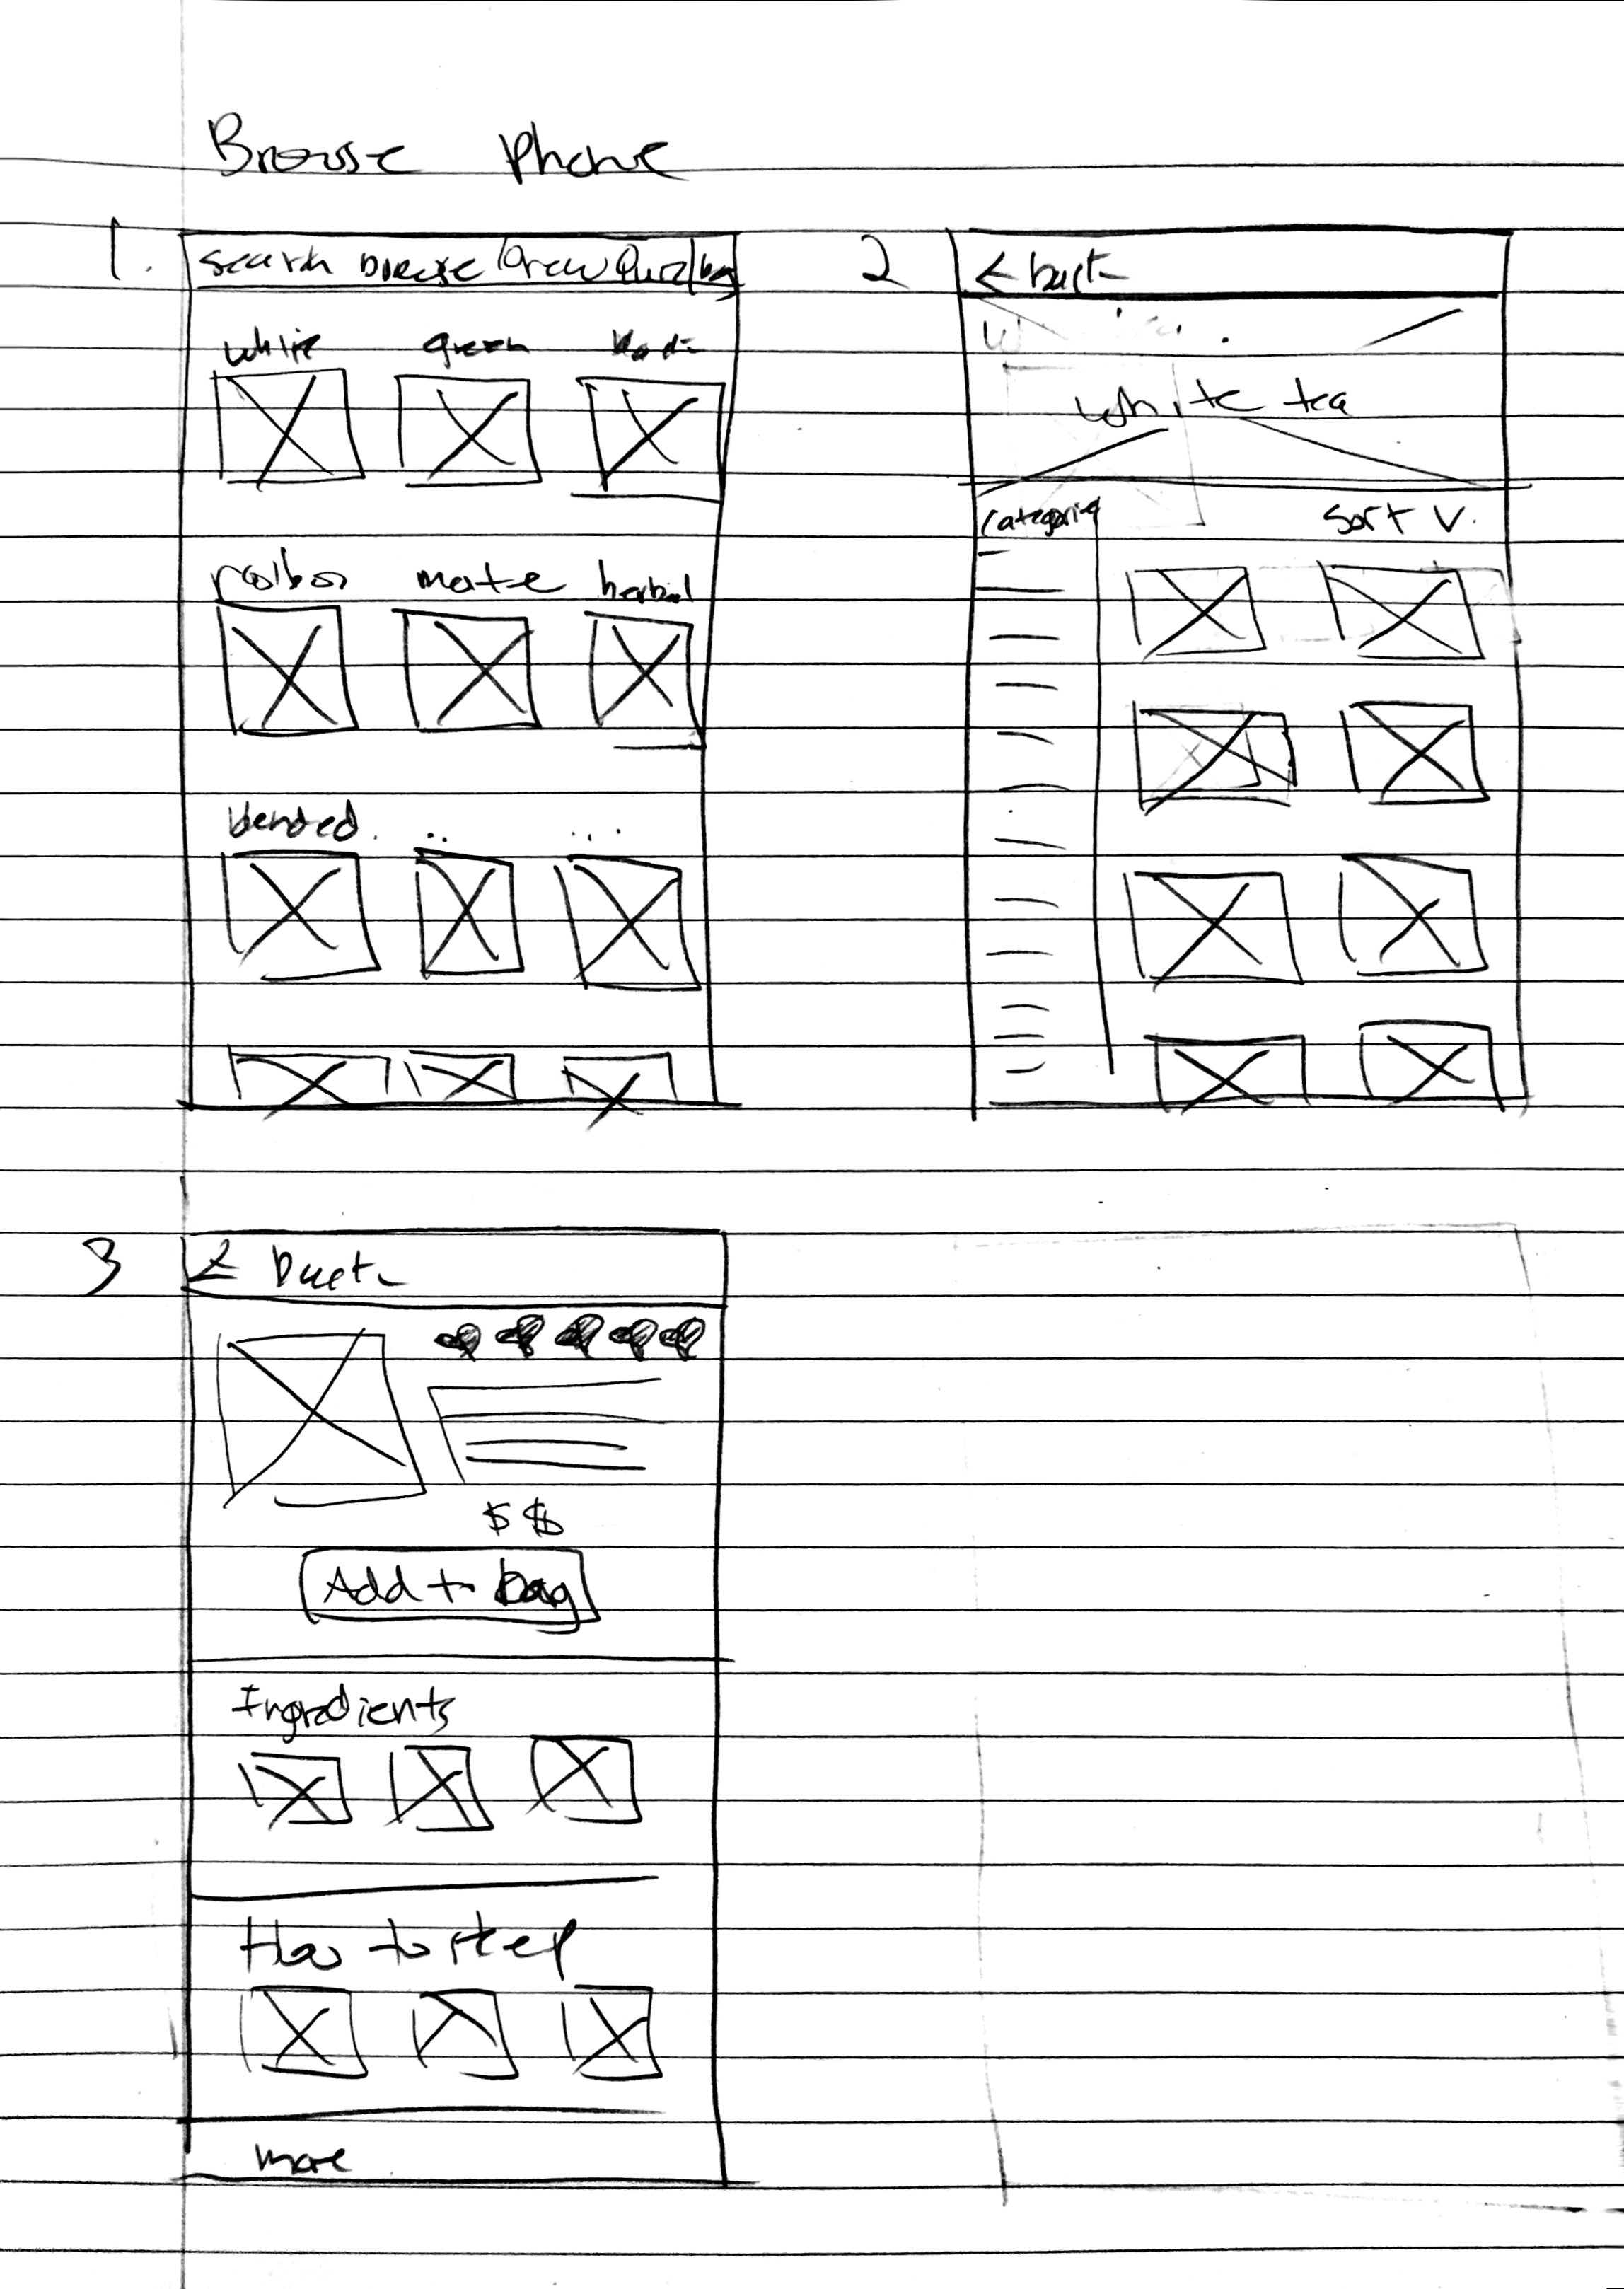 Browse Phone
1.
search browse
Quiz
bag
white green
rooibos mate herbal
blended . .. ...
2
< back
white tea
categories
Sort V.
3
< back
$ $
Add to bag
Ingredients
How to steep
more